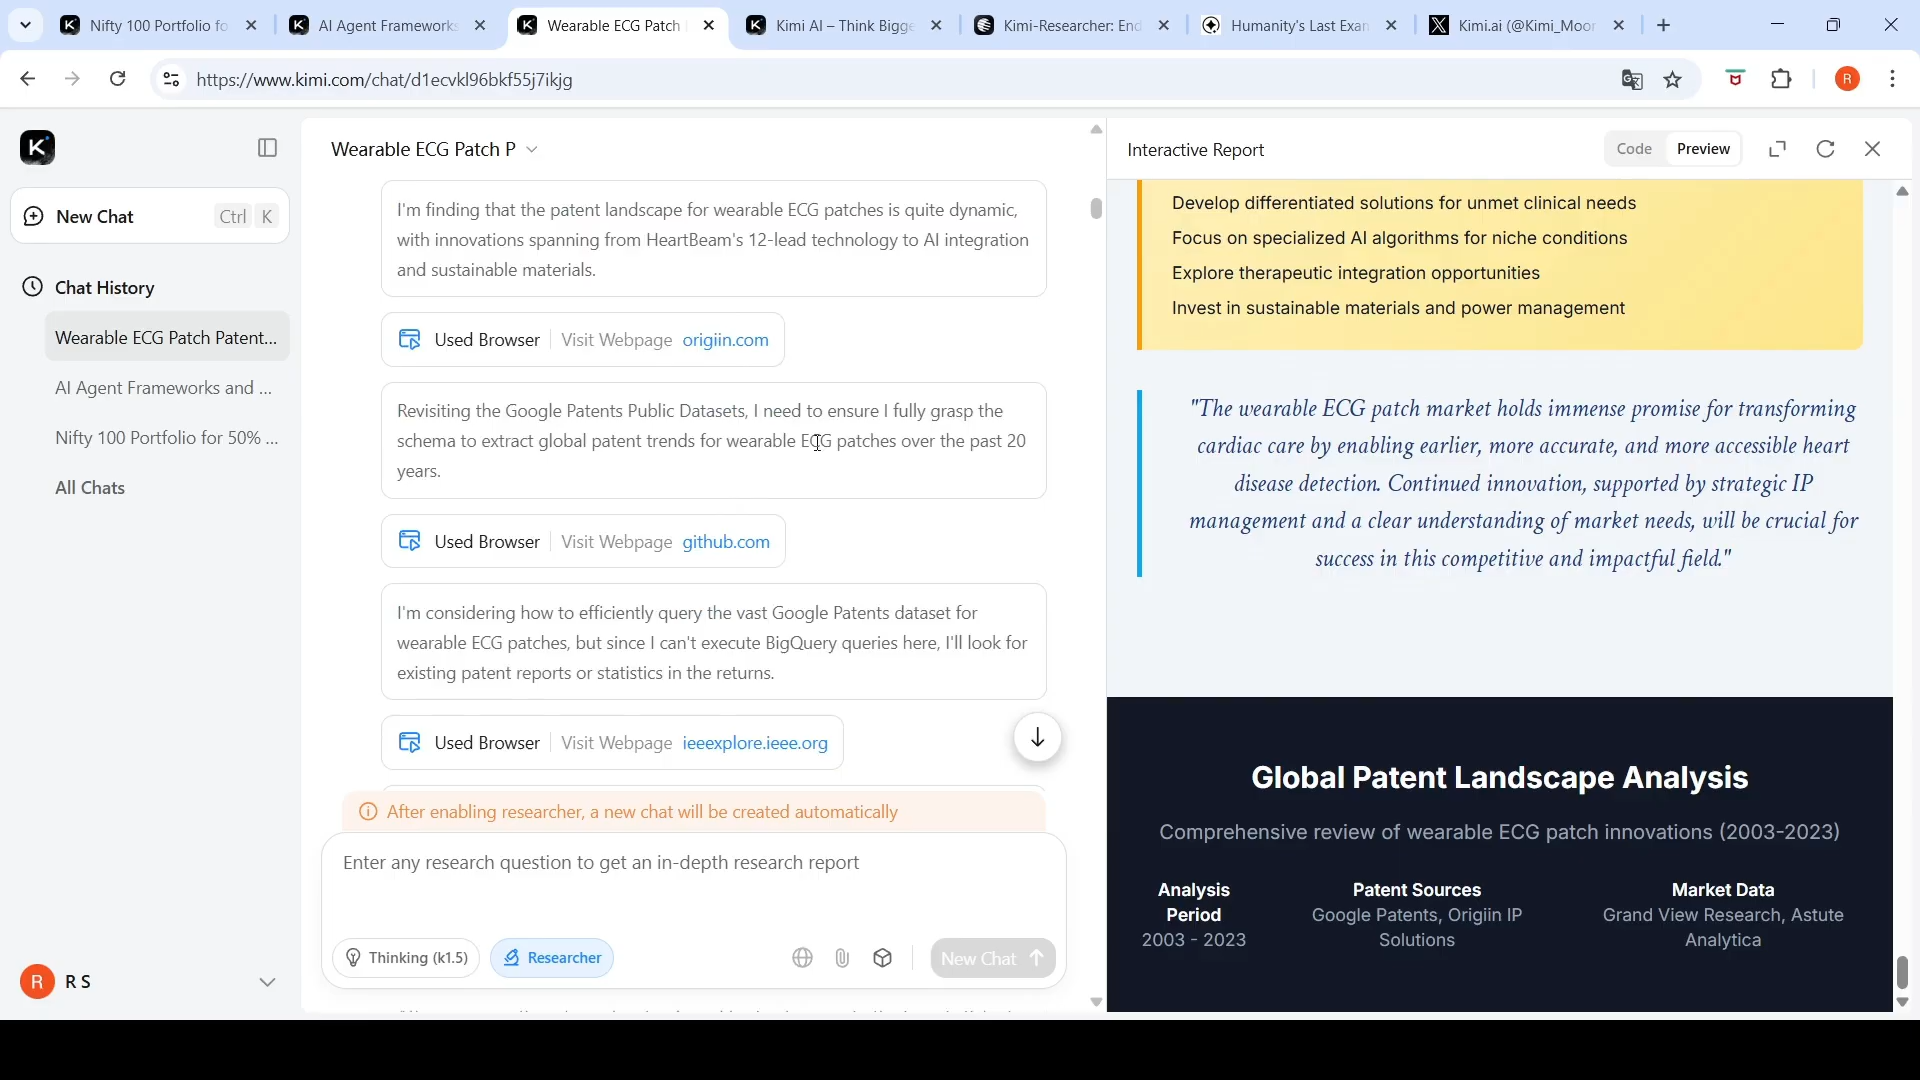 Nifty 100 Portfolio fo
AI Agent Frameworks
Wearable ECG Patch
Kimi AI – Think Bigge
Kimi-Researcher: End
Humanity's Last Exan
Kimi.ai (@Kimi_Moor
https://www.kimi.com/chat/d1ecvkl96bkf55j7ikjg
R
K
New Chat
Ctrl K
Chat History
Wearable ECG Patch Patent...
AI Agent Frameworks and ...
Nifty 100 Portfolio for 50% ...
All Chats
R
R S
Wearable ECG Patch P
I'm finding that the patent landscape for wearable ECG patches is quite dynamic,
with innovations spanning from HeartBeam's 12-lead technology to AI integration
and sustainable materials.
Used Browser
Visit Webpage origiin.com
Revisiting the Google Patents Public Datasets, I need to ensure I fully grasp the
schema to extract global patent trends for wearable ECG patches over the past 20
years.
Used Browser
Visit Webpage github.com
I'm considering how to efficiently query the vast Google Patents dataset for
wearable ECG patches, but since I can't execute BigQuery queries here, I'll look for
existing patent reports or statistics in the returns.
Used Browser
Visit Webpage ieeexplore.ieee.org
After enabling researcher, a new chat will be created automatically
Enter any research question to get an in-depth research report
Thinking (k1.5)
Researcher
New Chat
Interactive Report
Code
Preview
Develop differentiated solutions for unmet clinical needs
Focus on specialized AI algorithms for niche conditions
Explore therapeutic integration opportunities
Invest in sustainable materials and power management
"The wearable ECG patch market holds immense promise for transforming
cardiac care by enabling earlier, more accurate, and more accessible heart
disease detection. Continued innovation, supported by strategic IP
management and a clear understanding of market needs, will be crucial for
success in this competitive and impactful field."
Global Patent Landscape Analysis
Comprehensive review of wearable ECG patch innovations (2003-2023)
Analysis
Period
2003 - 2023
Patent Sources
Google Patents, Origiin IP
Solutions
Market Data
Grand View Research, Astute
Analytica